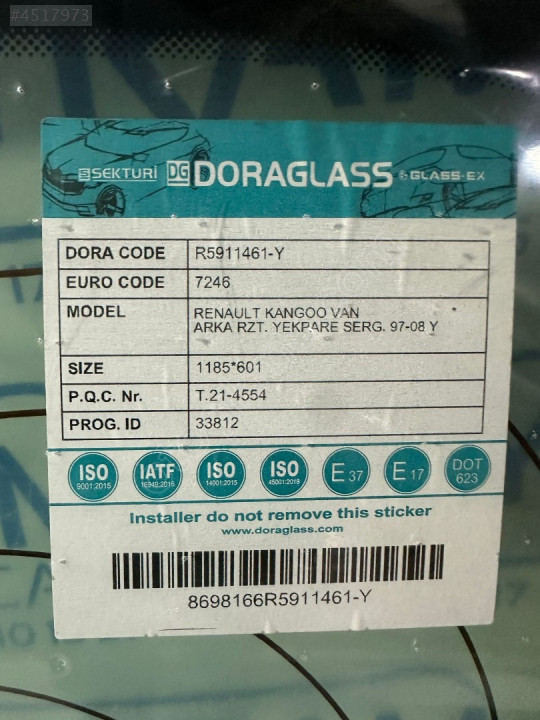 #4517973
SEKTURİ DG DORAGLASS GLASS-EX
DORA CODE R5911461-Y
EURO CODE 7246
MODEL RENAULT KANGOO VAN
ARKA RZT. YEKPARE SERG. 97-08 Y
SIZE 1185*601
P.Q.C. Nr. T.21-4554
PROG. ID 33812
ISO IATF ISO ISO E 37 E 17 DOT
9001:2015 16949:2016 14001:2015 45001:2018 623
Installer do not remove this sticker
www.doraglass.com
8698166R5911461-Y